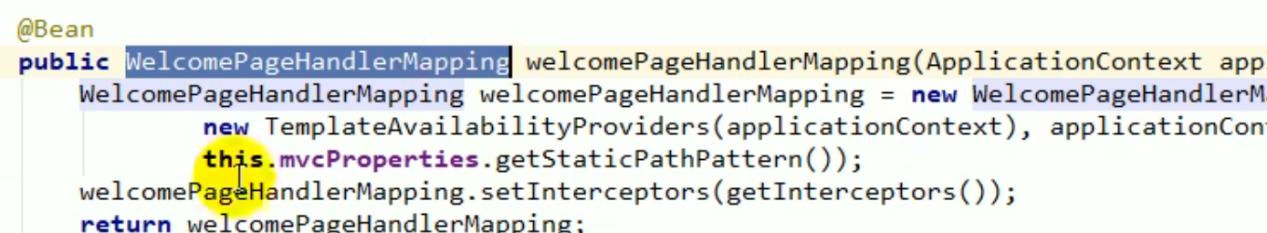 @Bean
public WelcomePageHandlerMapping welcomePageHandlerMapping(ApplicationContext appl
WelcomePageHandlerMapping welcomePageHandlerMapping = new WelcomePageHandlerM
new TemplateAvailabilityProviders(applicationContext), applicationCon
this.mvcProperties.getStaticPathPattern());
welcomePageHandlerMapping.setInterceptors(getInterceptors());
return welcomePageHandlerMapping;